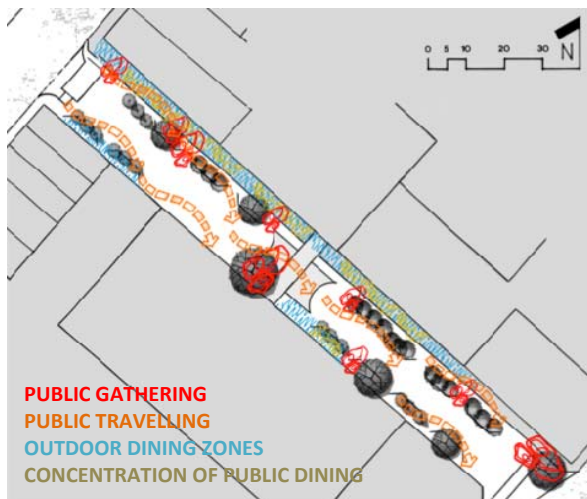 0 5 10 20 30
N
PUBLIC GATHERING
PUBLIC TRAVELLING
OUTDOOR DINING ZONES
CONCENTRATION OF PUBLIC DINING